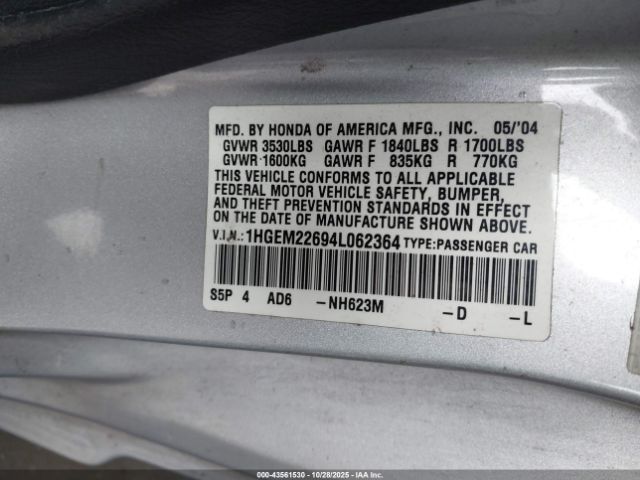 MFD. BY HONDA OF AMERICA MFG., INC. 05/'04
GVWR 3530LBS GAWR F 1840LBS R 1700LBS
GVWR 1600KG GAWR F 835KG R 770KG
THIS VEHICLE CONFORMS TO ALL APPLICABLE
FEDERAL MOTOR VEHICLE SAFETY, BUMPER,
AND THEFT PREVENTION STANDARDS IN EFFECT
ON THE DATE OF MANUFACTURE SHOWN ABOVE.
V.I.N.: 1HGEM22694L062364 TYPE: PASSENGER CAR
S5P 4 AD6 -NH623M -D -L
000-43561530 | 10/28/2025 | © IAA Holdings, LLC